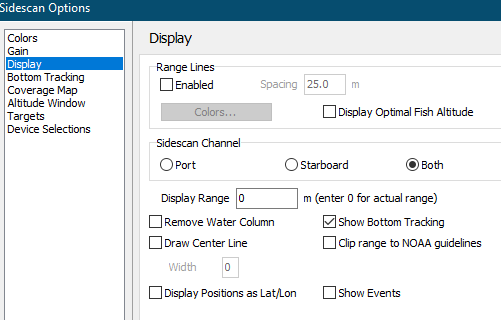 Sidescan Options
Colors
Gain
Display
Bottom Tracking
Coverage Map
Altitude Window
Targets
Device Selections
Display
Range Lines
Enabled Spacing 25.0 m
Colors... Display Optimal Fish Altitude
Sidescan Channel
Port Starboard Both
Display Range 0 m (enter 0 for actual range)
Remove Water Column Show Bottom Tracking
Draw Center Line Clip range to NOAA guidelines
Width 0
Display Positions as Lat/Lon Show Events